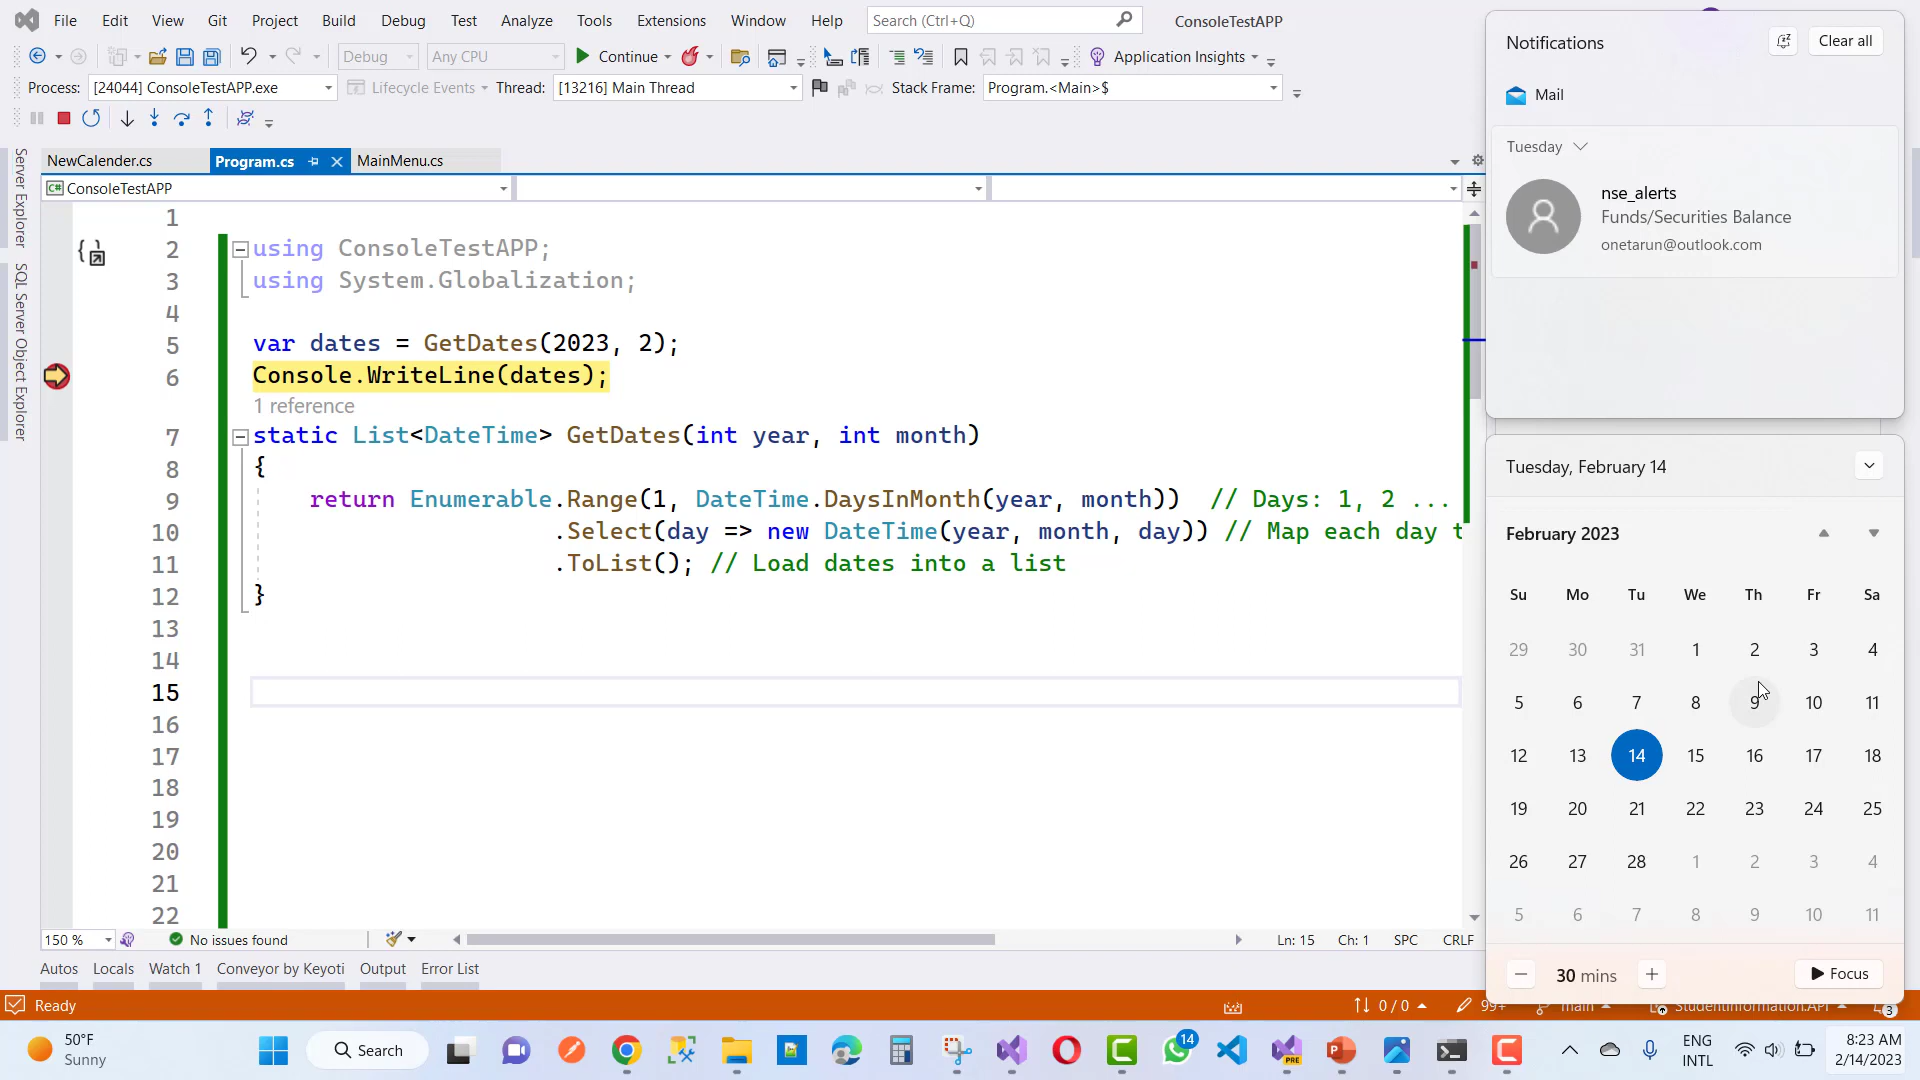 File Edit View Git Project Build Debug Test Analyze Tools Extensions Window Help Search (Ctrl+Q) ConsoleTestAPP
Debug Any CPU Continue Application Insights
Process: [24044] ConsoleTestAPP.exe Lifecycle Events Thread: [13216] Main Thread Stack Frame: Program.<Main>$
Server Explorer
SQL Server Object Explorer
NewCalender.cs Program.cs MainMenu.cs
C# ConsoleTestAPP
1
2 using ConsoleTestAPP;
3 using System.Globalization;
4
5 var dates = GetDates(2023, 2);
6 Console.WriteLine(dates);
1 reference
7 static List<DateTime> GetDates(int year, int month)
8 {
9 return Enumerable.Range(1, DateTime.DaysInMonth(year, month)) // Days: 1, 2 ...
10 .Select(day => new DateTime(year, month, day)) // Map each day t
11 .ToList(); // Load dates into a list
12 }
13
14
15
16
17
18
19
20
21
22
150 % No issues found Ln: 15 Ch: 1 SPC CRLF
Autos Locals Watch 1 Conveyor by Keyoti Output Error List
Ready 0 / 0 99+ main StudentInformation.API 3
Notifications Clear all
Mail
Tuesday
nse_alerts
Funds/Securities Balance
onetarun@outlook.com
Tuesday, February 14
February 2023
Su Mo Tu We Th Fr Sa
29 30 31 1 2 3 4
5 6 7 8 9 10 11
12 13 14 15 16 17 18
19 20 21 22 23 24 25
26 27 28 1 2 3 4
5 6 7 8 9 10 11
30 mins Focus
50°F
Sunny
Search
14
PRE
ENG
INTL
8:23 AM
2/14/2023